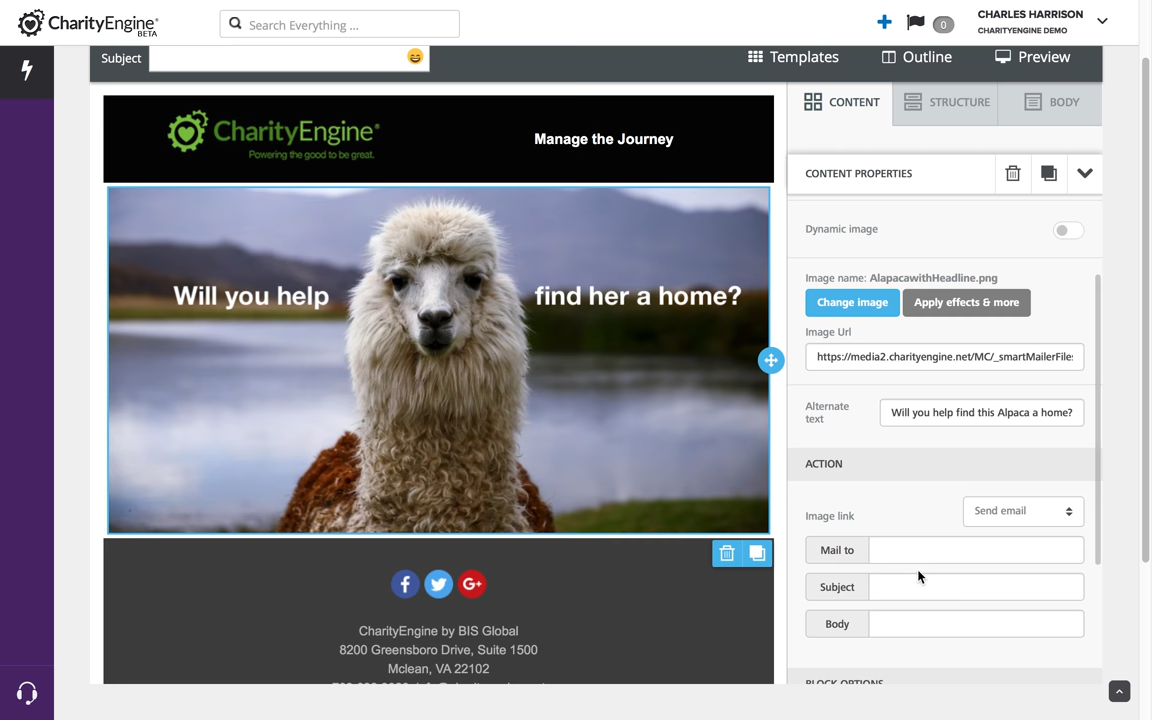 CharityEngine®
BETA
Search Everything ...
0
CHARLES HARRISON
CHARITYENGINE DEMO
Subject
Templates
Outline
Preview
CharityEngine®
Powering the good to be great.
Manage the Journey
Will you help find her a home?
CharityEngine by BIS Global
8200 Greensboro Drive, Suite 1500
Mclean, VA 22102
CONTENT
STRUCTURE
BODY
CONTENT PROPERTIES
Dynamic image
Image name: AlapacawithHeadline.png
Change image
Apply effects & more
Image Url
https://media2.charityengine.net/MC/_smartMailerFiles
Alternate text
Will you help find this Alpaca a home?
ACTION
Image link
Send email
Mail to
Subject
Body
BLOCK OPTIONS